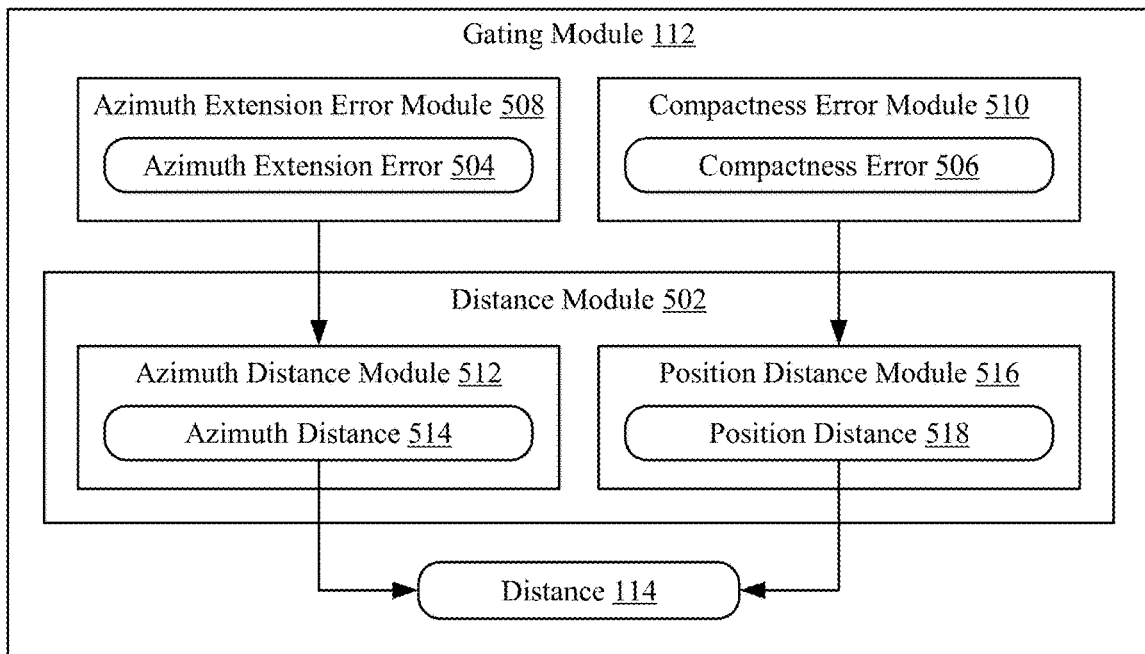 Gating Module 112
Azimuth Extension Error Module 508
Compactness Error Module 510
Azimuth Extension Error 504
Compactness Error 506
Distance Module 502
Azimuth Distance Module 512
Position Distance Module 516
Azimuth Distance 514
Position Distance 518
Distance 114